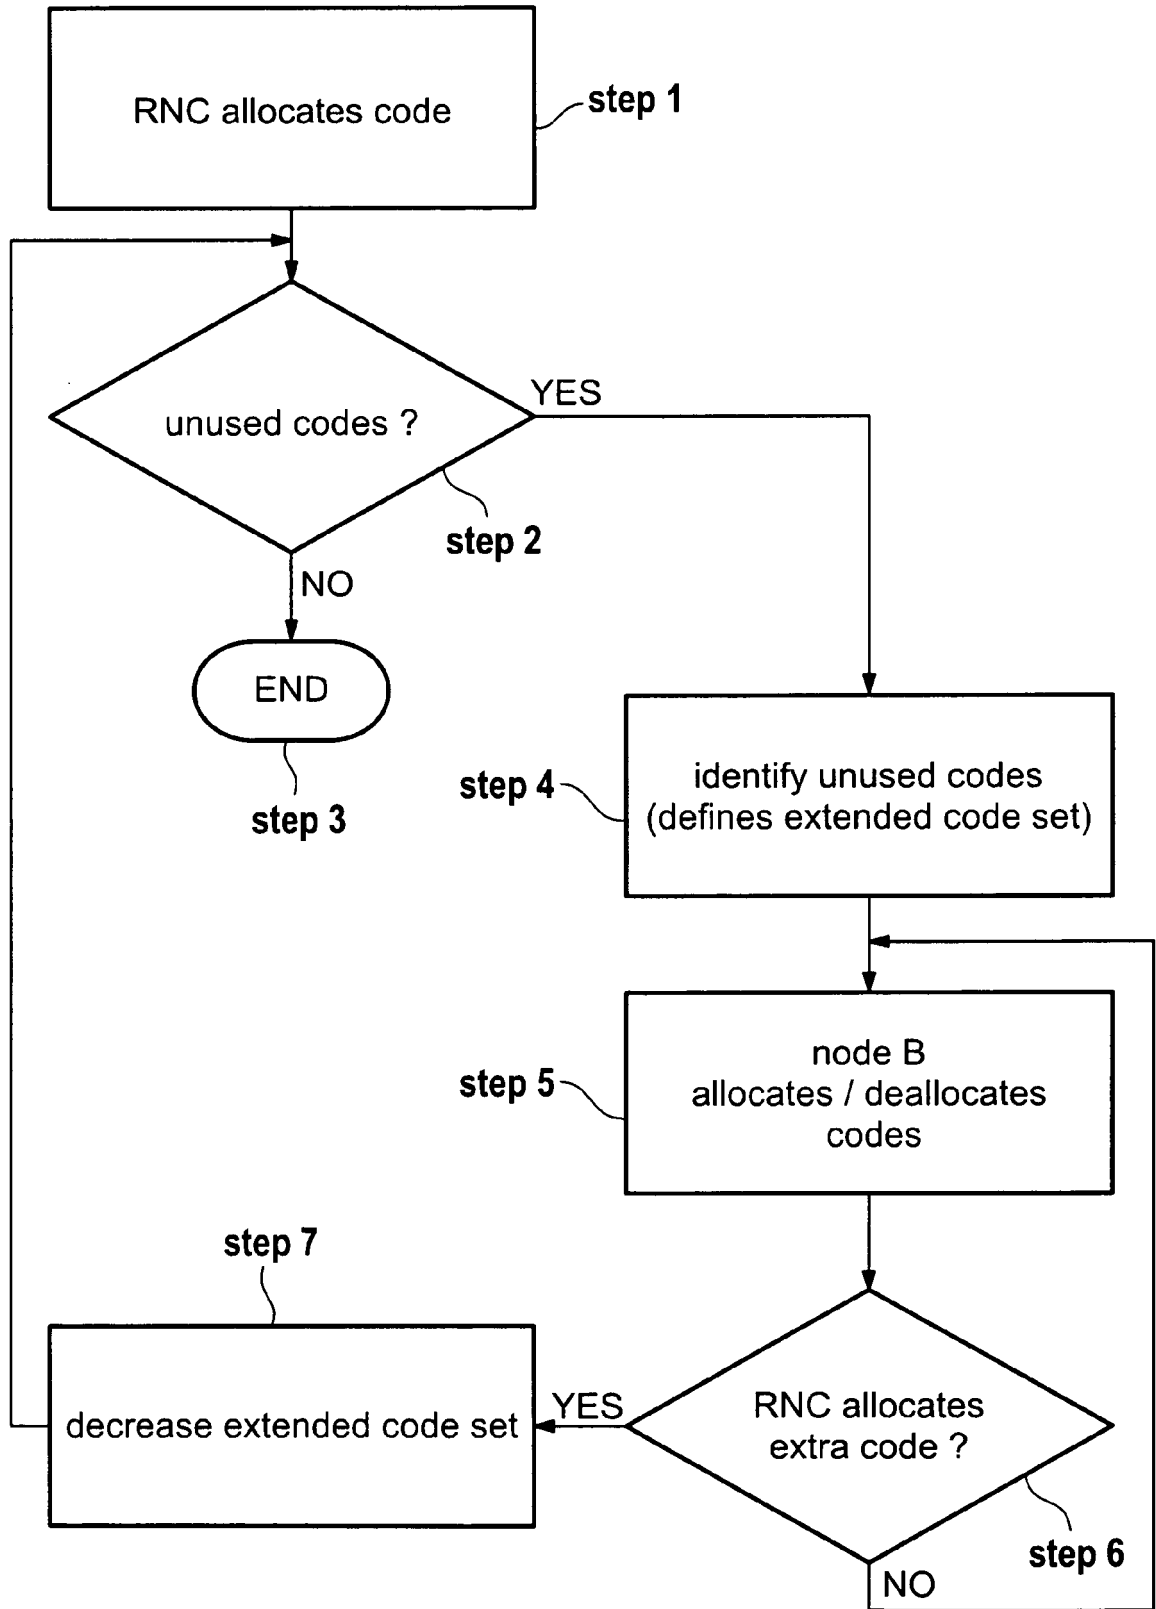 RNC allocates code
step 1
unused codes ?
YES
step 2
NO
END
step 3
step 4
identify unused codes
(defines extended code set)
step 5
node B
allocates / deallocates
codes
step 7
decrease extended code set
YES
RNC allocates
extra code ?
step 6
NO